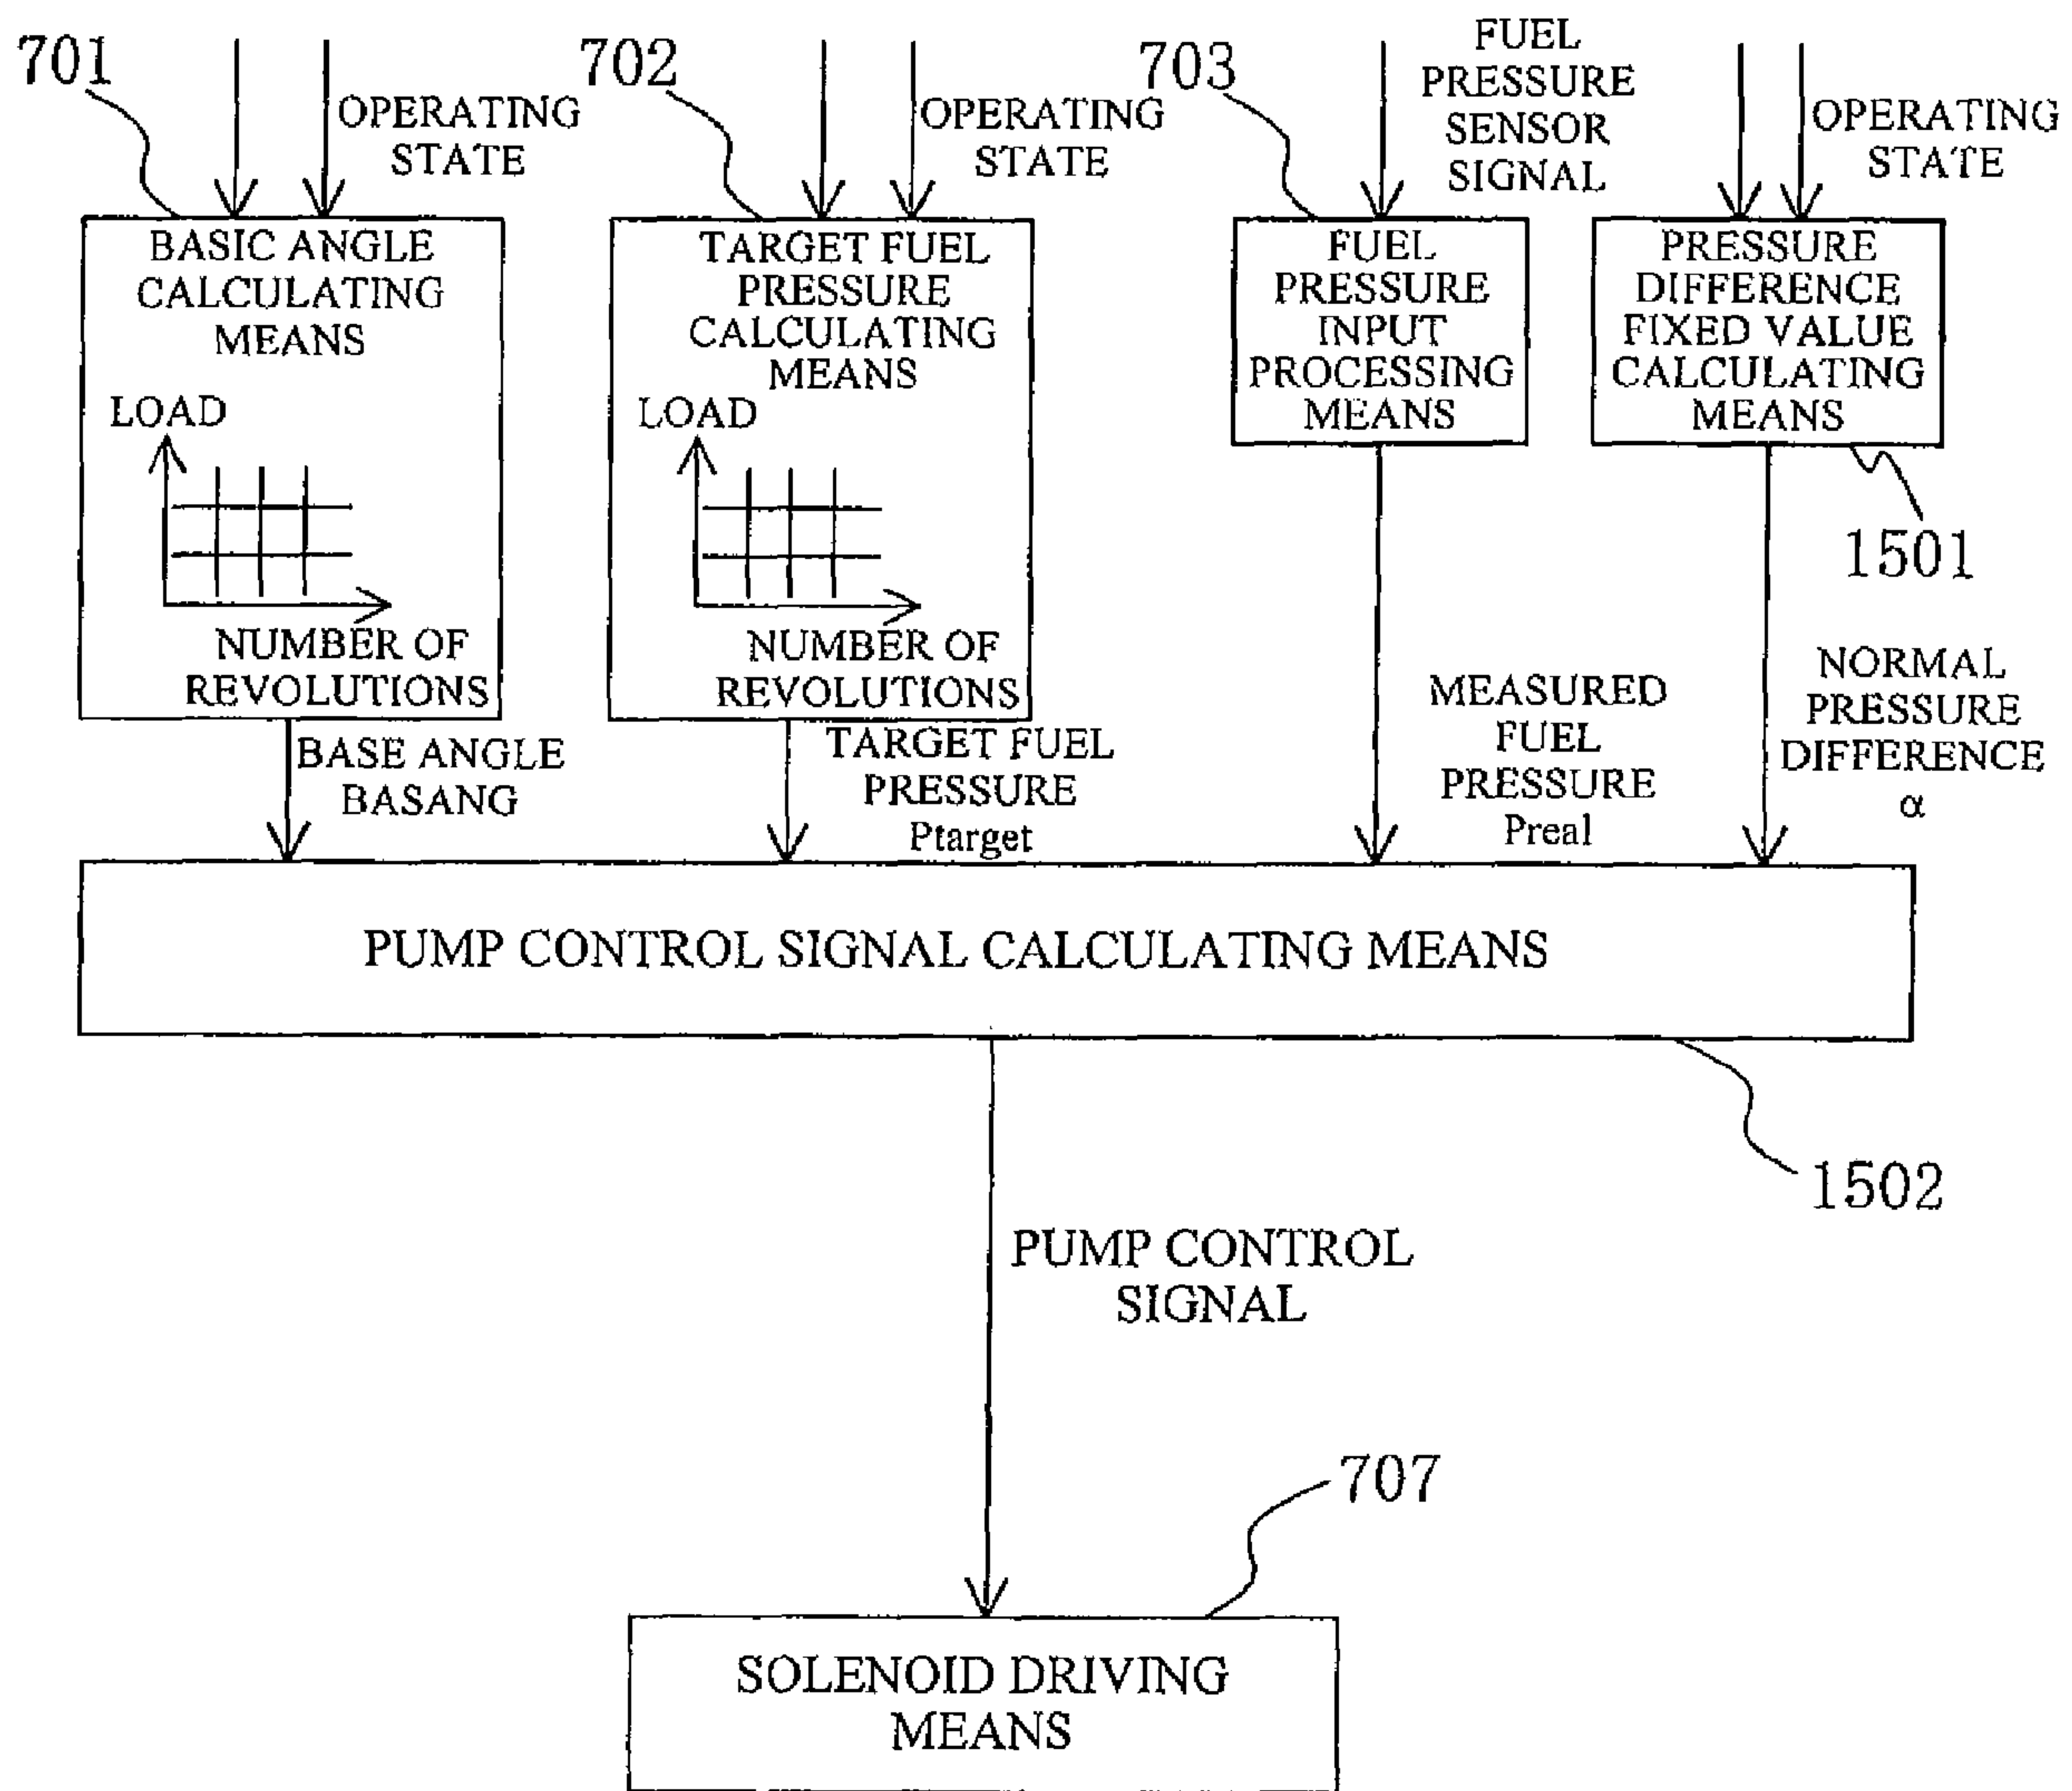 701
OPERATING
STATE
702
OPERATING
STATE
703
FUEL
PRESSURE
SENSOR
SIGNAL
OPERATING
STATE
BASIC ANGLE
CALCULATING
MEANS
LOAD
NUMBER OF
REVOLUTIONS
TARGET FUEL
PRESSURE
CALCULATING
MEANS
LOAD
NUMBER OF
REVOLUTIONS
FUEL
PRESSURE
INPUT
PROCESSING
MEANS
PRESSURE
DIFFERENCE
FIXED VALUE
CALCULATING
MEANS
1501
BASE ANGLE
BASANG
TARGET FUEL
PRESSURE
Ptarget
MEASURED
FUEL
PRESSURE
Preal
NORMAL
PRESSURE
DIFFERENCE
α
PUMP CONTROL SIGNAL CALCULATING MEANS
1502
PUMP CONTROL
SIGNAL
707
SOLENOID DRIVING
MEANS